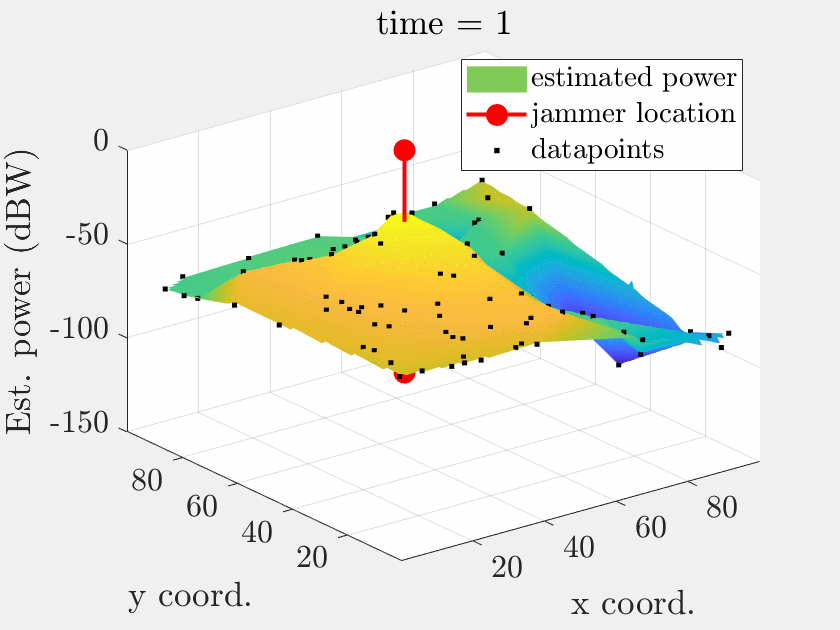 time = 1
estimated power
jammer location
datapoints
Est. power (dBW)
0
-50
-100
-150
80
60
40
20
y coord.
20
40
60
80
x coord.